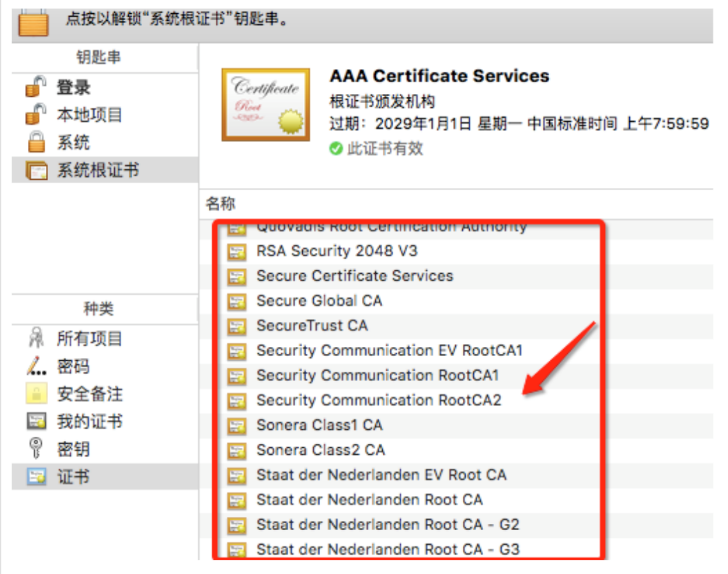 点按以解锁“系统根证书”钥匙串。
钥匙串
登录
本地项目
系统
系统根证书
种类
所有项目
密码
安全备注
我的证书
密钥
证书
Certificate
Root
AAA Certificate Services
根证书颁发机构
过期：2029年1月1日 星期一 中国标准时间 上午7:59:59
此证书有效
名称
QuoVadis Root Certification Authority
RSA Security 2048 V3
Secure Certificate Services
Secure Global CA
SecureTrust CA
Security Communication EV RootCA1
Security Communication RootCA1
Security Communication RootCA2
Sonera Class1 CA
Sonera Class2 CA
Staat der Nederlanden EV Root CA
Staat der Nederlanden Root CA
Staat der Nederlanden Root CA - G2
Staat der Nederlanden Root CA - G3